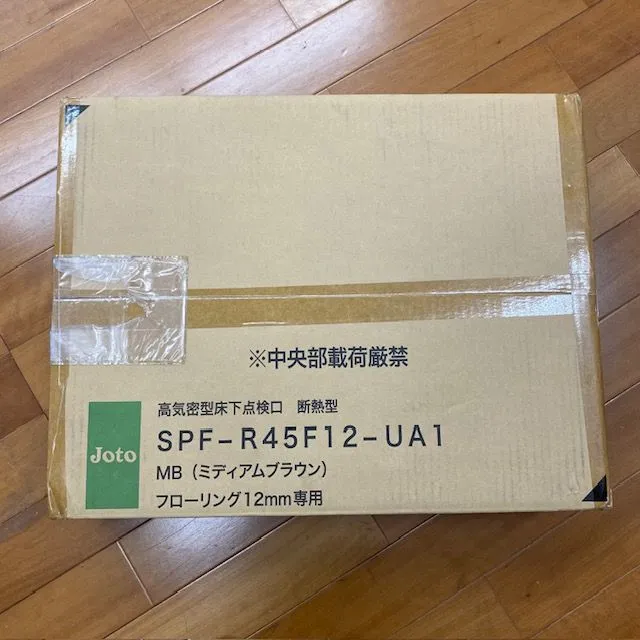 ※中央部載荷厳禁
高気密型床下点検口 断熱型
Joto
SPF-R45F12-UA1
MB（ミディアムブラウン）
フローリング12mm専用